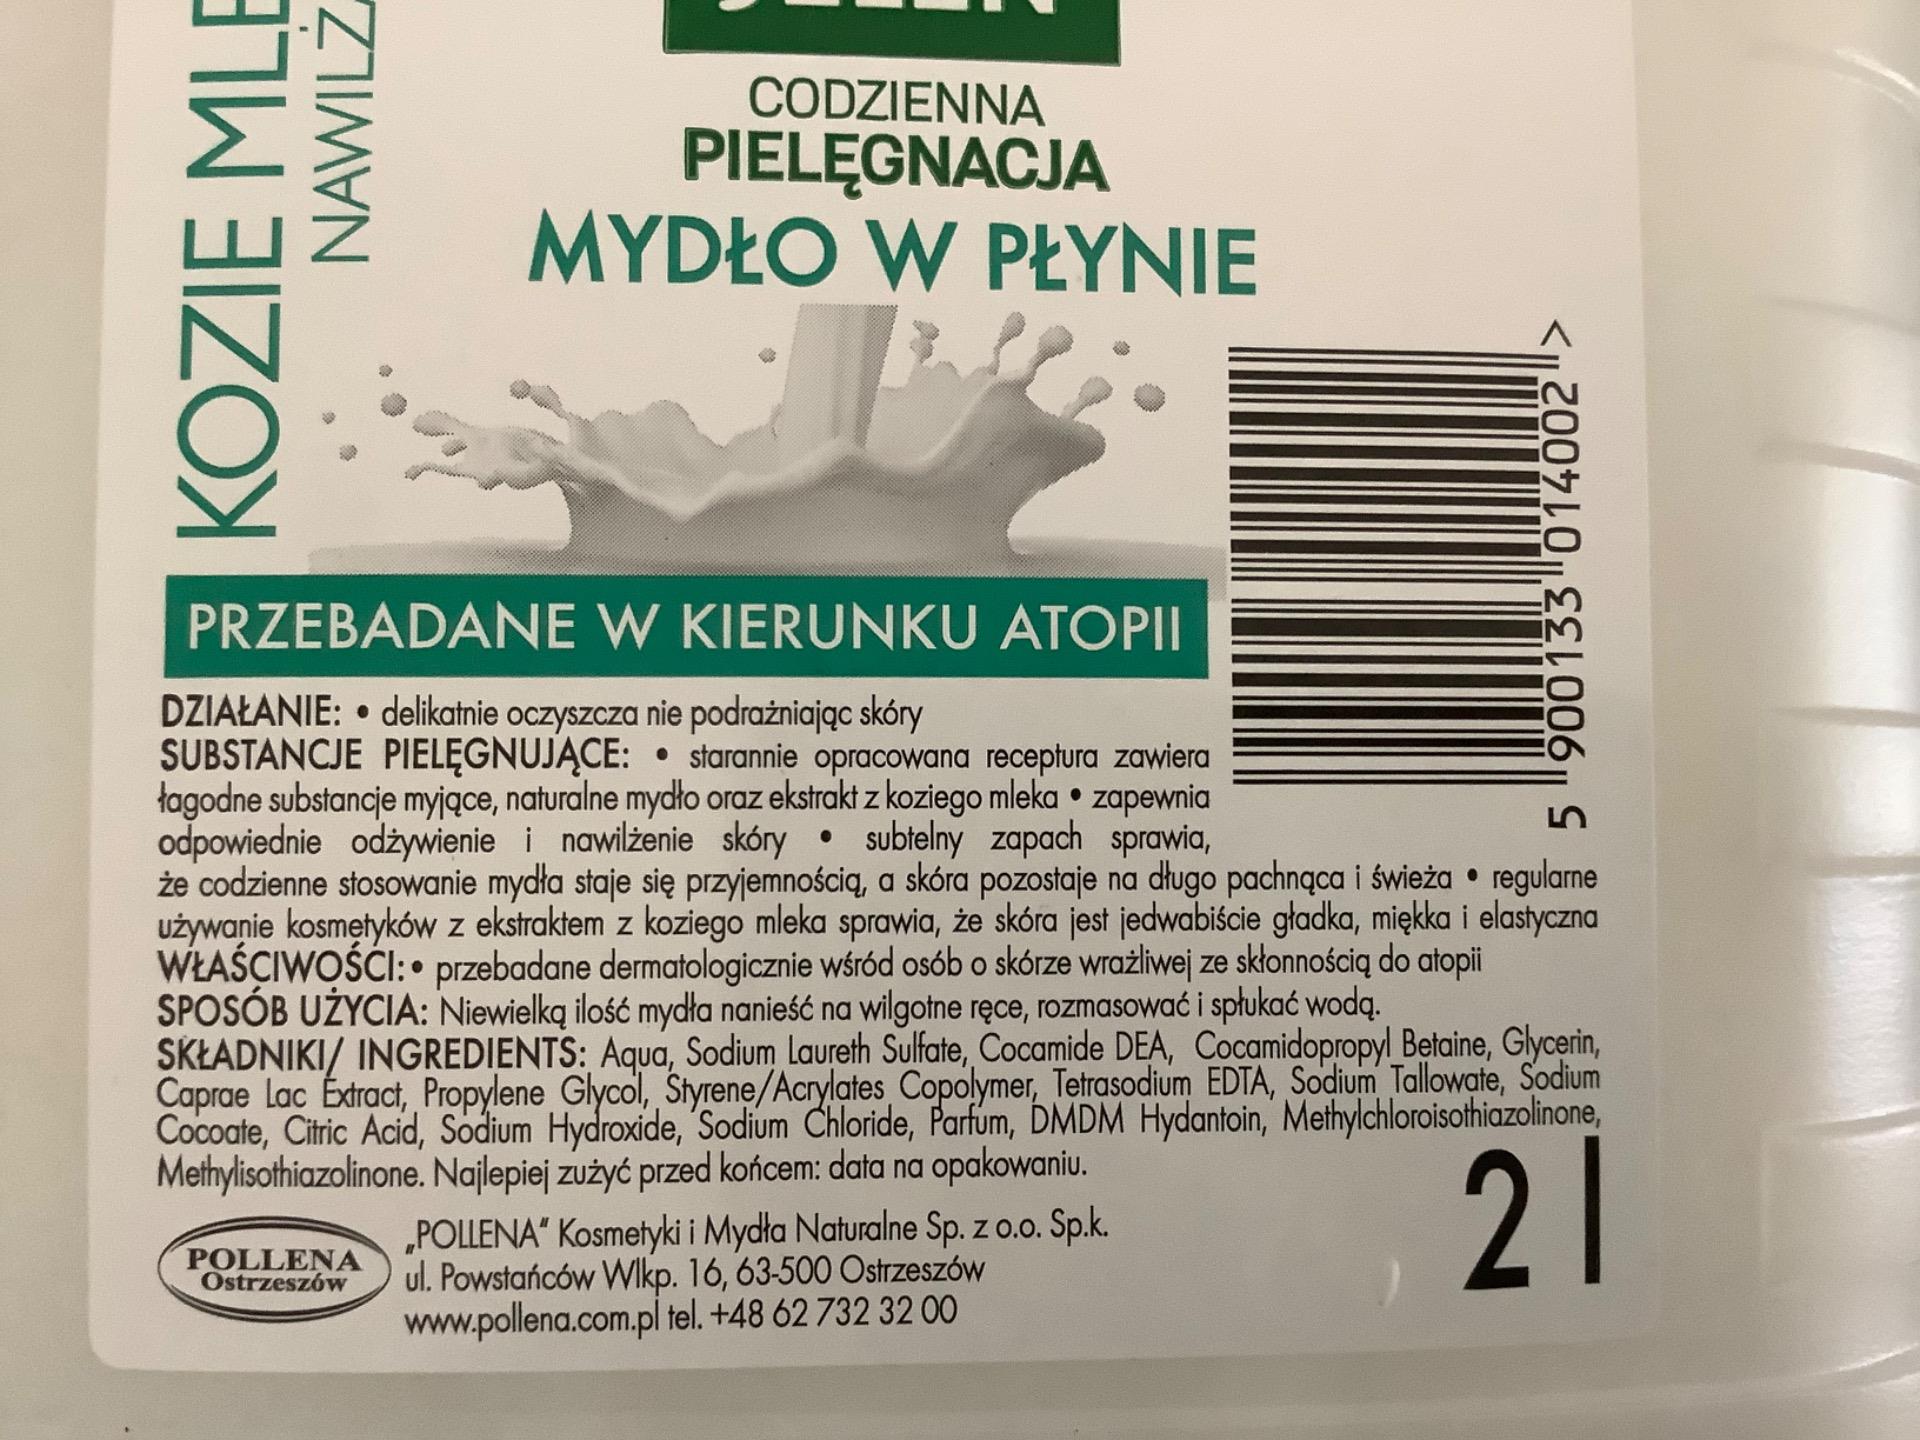 CODZIENNA
PIELĘGNACJA
MYDŁO W PŁYNIE
KOZIE
PRZEBADANE W KIERUNKU ATOPII
5 900133 014002 >
DZIAŁANIE: • delikatnie oczyszcza nie podrażniając skóry
SUBSTANCJE PIELĘGNUJĄCE: • starannie opracowana receptura zawiera
łagodne substancje myjące, naturalne mydło oraz ekstrakt z koziego mleka • zapewnia
odpowiednie odżywienie i nawilżenie skóry • subtelny zapach sprawia,
że codzienne stosowanie mydła staje się przyjemnością, a skóra pozostaje na długo pachnąca i świeża • regularne
używanie kosmetyków z ekstraktem z koziego mleka sprawia, że skóra jest jedwabiście gładka, miękka i elastyczna
WŁAŚCIWOŚCI: • przebadane dermatologicznie wśród osób o skórze wrażliwej ze skłonnością do atopii
SPOSÓB UŻYCIA: Niewielką ilość mydła nanieść na wilgotne ręce, rozmasować i spłukać wodą.
SKŁADNIKI/ INGREDIENTS: Aqua, Sodium Laureth Sulfate, Cocamide DEA, Cocamidopropyl Betaine, Glycerin,
Caprae Lac Extract, Propylene Glycol, Styrene/Acrylates Copolymer, Tetrasodium EDTA, Sodium Tallowate, Sodium
Cocoate, Citric Acid, Sodium Hydroxide, Sodium Chloride, Parfum, DMDM Hydantoin, Methylchloroisothiazolinone,
Methylisothiazolinone. Najlepiej zużyć przed końcem: data na opakowaniu.
2 l
POLLENA
Ostrzeszów
„POLLENA" Kosmetyki i Mydła Naturalne Sp. z o.o. Sp.k.
ul. Powstańców Wlkp. 16, 63-500 Ostrzeszów
www.pollena.com.pl tel. +48 62 732 32 00